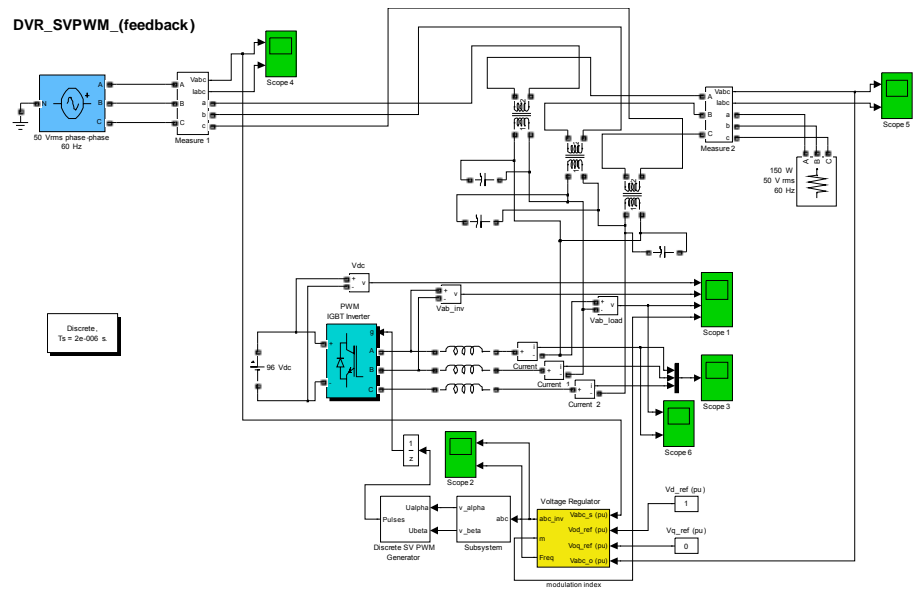 DVR_SVPWM_(feedback)
N
A
B
C
50 Vrms phase-phase
60 Hz
A
B
C
Vabc
Iabc
a
b
c
Measure 1
Scope 4
A
B
C
Vabc
Iabc
a
b
c
Measure 2
Scope 5
A
B
C
150 W
50 V rms
60 Hz
Discrete,
Ts = 2e-006 s.
Vdc
+
-
v
+
-
v
Vab_inv
+
-
v
Vab_load
Scope 1
96 Vdc
PWM
IGBT Inverter
g
+
-
A
B
C
+
i
-
Current
+
i
-
Current 1
+
i
-
Current 2
Scope 3
Scope 6
1
z
Scope 2
Pulses
Ualpha
Ubeta
Discrete SV PWM
Generator
v_alpha
v_beta
abc
Subsystem
Voltage Regulator
abc_inv
m
Freq
Vabc_s (pu)
Vod_ref (pu)
Voq_ref (pu)
Vabc_o (pu)
modulation index
Vd_ref (pu)
1
Vq_ref (pu)
0